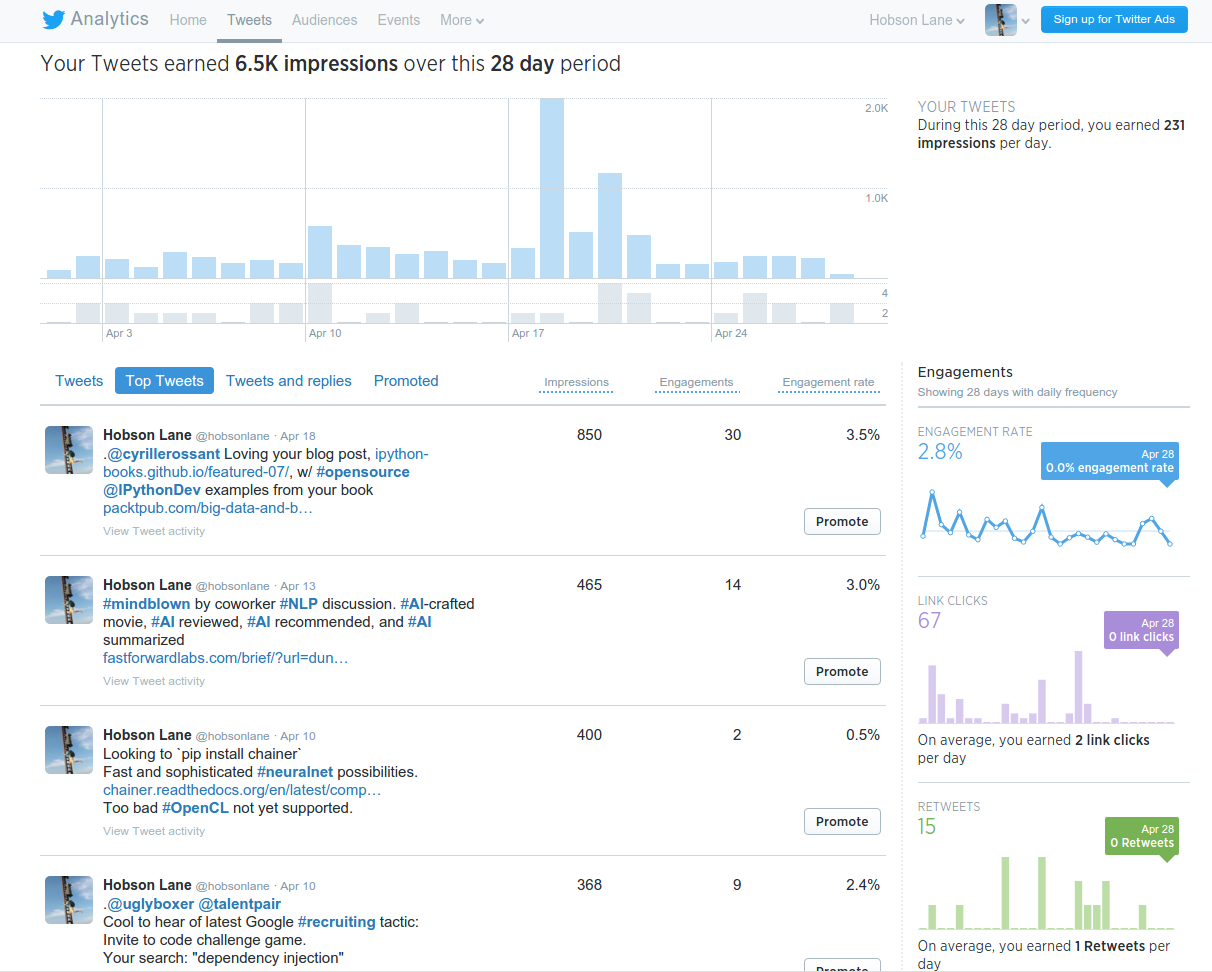 Analytics Home Tweets Audiences Events More Hobson Lane Sign up for Twitter Ads
Your Tweets earned 6.5K impressions over this 28 day period
2.0K
1.0K
4
2
Apr 3 Apr 10 Apr 17 Apr 24
YOUR TWEETS
During this 28 day period, you earned 231
impressions per day.
Tweets Top Tweets Tweets and replies Promoted Impressions Engagements Engagement rate
Hobson Lane @hobsonlane · Apr 18 850 30 3.5%
.@cyrillerossant Loving your blog post, ipython-
books.github.io/featured-07/, w/ #opensource
@IPythonDev examples from your book
packtpub.com/big-data-and-b…
View Tweet activity
Promote
Hobson Lane @hobsonlane · Apr 13 465 14 3.0%
#mindblown by coworker #NLP discussion. #AI-crafted
movie, #AI reviewed, #AI recommended, and #AI
summarized
fastforwardlabs.com/brief/?url=dun…
View Tweet activity
Promote
Hobson Lane @hobsonlane · Apr 10 400 2 0.5%
Looking to `pip install chainer`
Fast and sophisticated #neuralnet possibilities.
chainer.readthedocs.org/en/latest/comp…
Too bad #OpenCL not yet supported.
View Tweet activity
Promote
Hobson Lane @hobsonlane · Apr 10 368 9 2.4%
.@uglyboxer @talentpair
Cool to hear of latest Google #recruiting tactic:
Invite to code challenge game.
Your search: "dependency injection"
Promote
Engagements
Showing 28 days with daily frequency
ENGAGEMENT RATE
2.8%
Apr 28
0.0% engagement rate
LINK CLICKS
67
Apr 28
0 link clicks
On average, you earned 2 link clicks
per day
RETWEETS
15
Apr 28
0 Retweets
On average, you earned 1 Retweets per
day